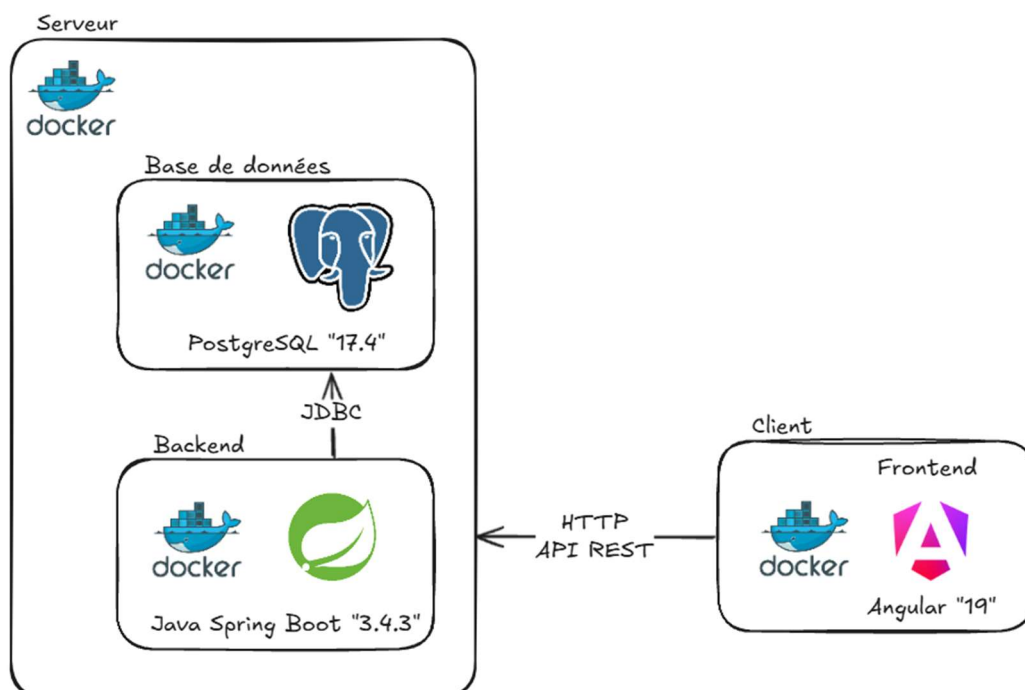 Serveur
docker
Base de données
docker
PostgreSQL "17.4"
JDBC
Backend
docker
Java Spring Boot "3.4.3"
HTTP
API REST
Client
Frontend
docker
Angular "19"